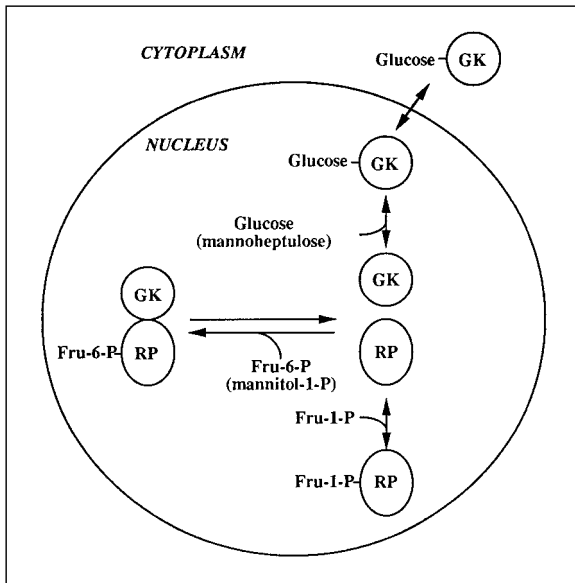 CYTOPLASM
Glucose
GK
NUCLEUS
Glucose
GK
Glucose
(mannoheptulose)
GK
GK
Fru-6-P
RP
RP
Fru-6-P
(mannitol-1-P)
Fru-1-P
Fru-1-P
RP